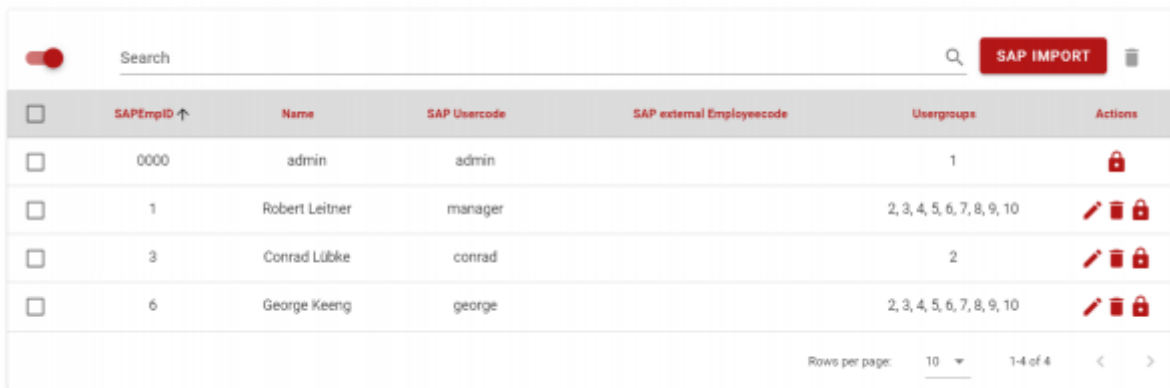 Search SAP IMPORT
SAPEmpID Name SAP Usercode SAP external Employeecode Usergroups Actions
0000 admin admin 1
1 Robert Leitner manager 2, 3, 4, 5, 6, 7, 8, 9, 10
3 Conrad Lübke conrad 2
6 George Keeng george 2, 3, 4, 5, 6, 7, 8, 9, 10
Rows per page: 10 1-4 of 4